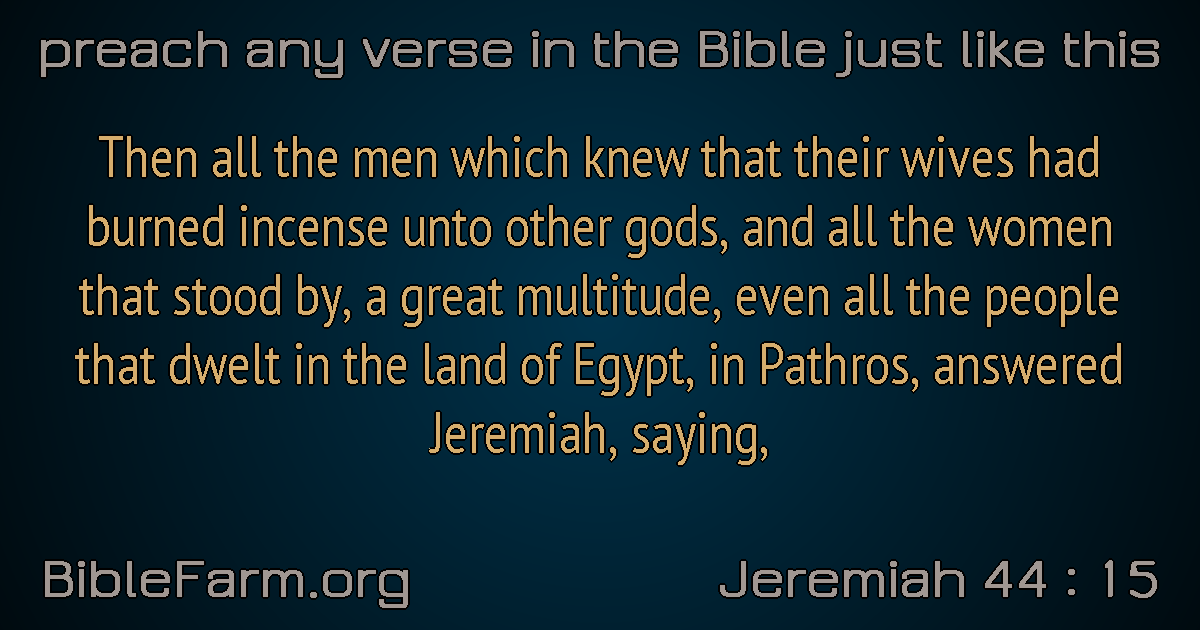 preach any verse in the Bible just like this
Then all the men which knew that their wives had
burned incense unto other gods, and all the women
that stood by, a great multitude, even all the people
that dwelt in the land of Egypt, in Pathros, answered
Jeremiah, saying,
BibleFarm.org
Jeremiah 44 : 15